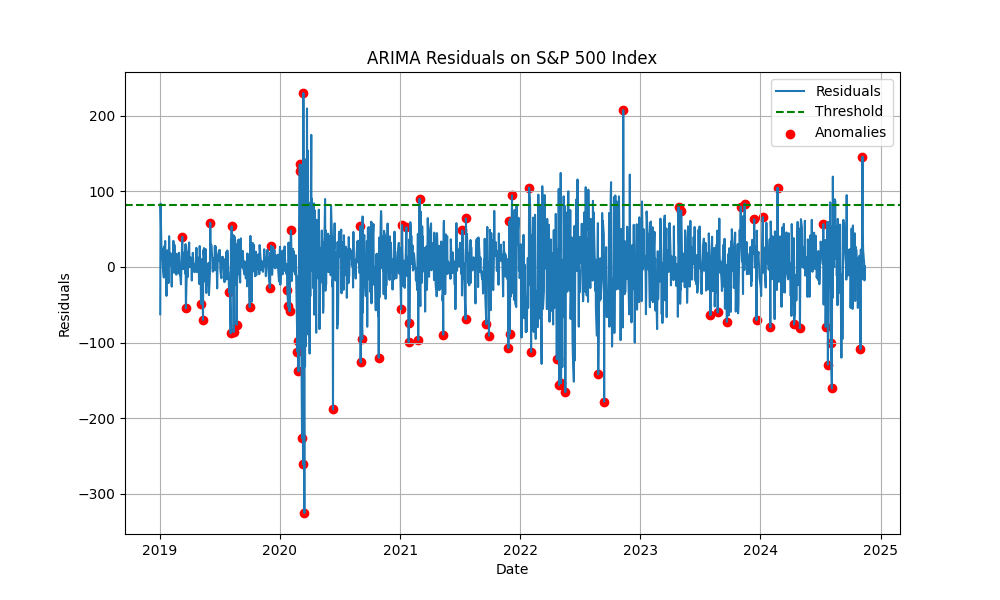 ARIMA Residuals on S&P 500 Index
Residuals
Threshold
Anomalies
200
100
0
−100
−200
−300
Residuals
2019
2020
2021
2022
2023
2024
2025
Date